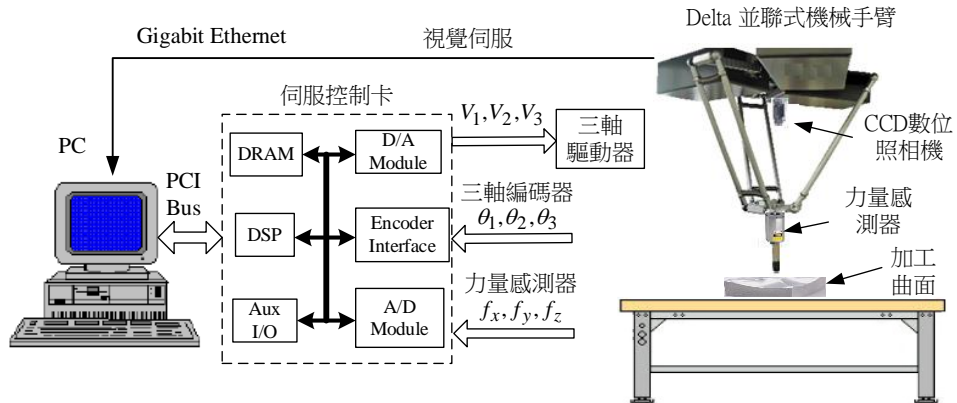 Delta 並聯式機械手臂
Gigabit Ethernet
視覺伺服
伺服控制卡
PC
PCI
Bus
DRAM
D/A
Module
V₁, V₂, V₃
三軸
驅動器
CCD數位
照相機
DSP
Encoder
Interface
三軸編碼器
θ₁, θ₂, θ₃
力量感
測器
Aux
I/O
A/D
Module
力量感測器
fₓ, f_y, f_z
加工
曲面